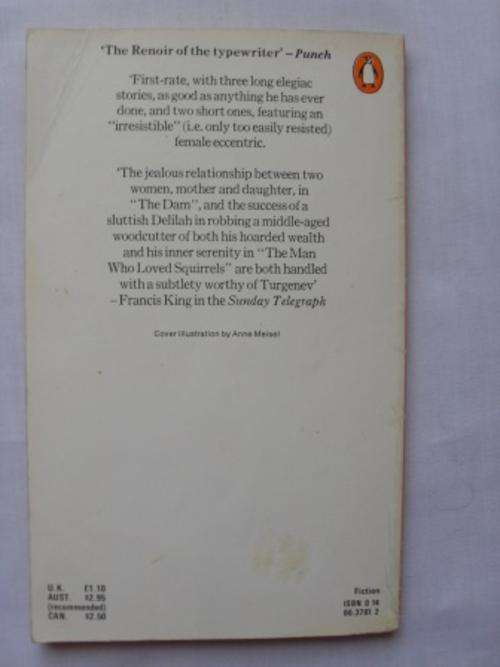 'The Renoir of the typewriter' – Punch
'First-rate, with three long elegiac
stories, as good as anything he has ever
done, and two short ones, featuring an
"irresistible" (i.e. only too easily resisted)
female eccentric.
'The jealous relationship between two
women, mother and daughter, in
"The Dam", and the success of a
sluttish Delilah in robbing a middle-aged
woodcutter of both his hoarded wealth
and his inner serenity in "The Man
Who Loved Squirrels" are both handled
with a subtlety worthy of Turgenev'
– Francis King in the Sunday Telegraph
Cover illustration by Anne Meisel
U.K. £1.10
AUST. $2.95
(recommended)
CAN. $2.50
Fiction
ISBN 0 14
00.3781 2